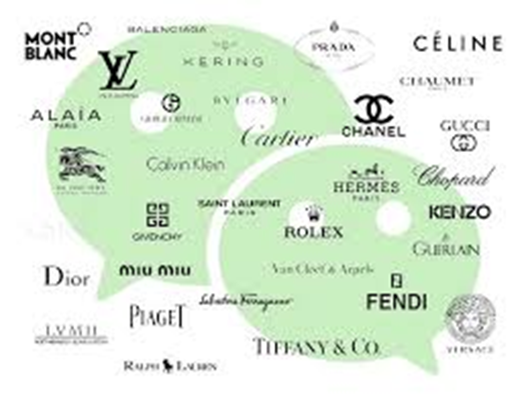 MONT
BLANC
BALENCIAGA
PRADA
CÉLINE
LV
KERING
CHAUMET
ALAÏA
PARIS
BVLGARI
CHANEL
GUCCI
Cartier
Calvin Klein
HERMÈS
PARIS
Chopard
SAINT LAURENT
PARIS
KENZO
GIVENCHY
ROLEX
GUERLAIN
Dior
miu miu
Van Cleef & Arpels
FENDI
Salvatore Ferragamo
PIAGET
LVMH
VERSACE
TIFFANY & CO.
RALPH LAUREN